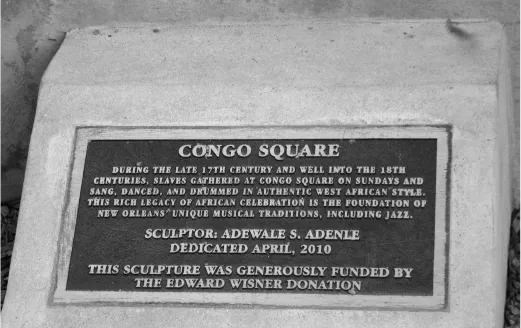 CONGO SQUARE
DURING THE LATE 17TH CENTURY AND WELL INTO THE 18TH
CENTURIES, SLAVES GATHERED AT CONGO SQUARE ON SUNDAYS AND
SANG, DANCED, AND DRUMMED IN AUTHENTIC WEST AFRICAN STYLE.
THIS RICH LEGACY OF AFRICAN CELEBRATION IS THE FOUNDATION OF
NEW ORLEANS' UNIQUE MUSICAL TRADITIONS, INCLUDING JAZZ.
SCULPTOR: ADEWALE S. ADENLE
DEDICATED APRIL, 2010
THIS SCULPTURE WAS GENEROUSLY FUNDED BY
THE EDWARD WISNER DONATION